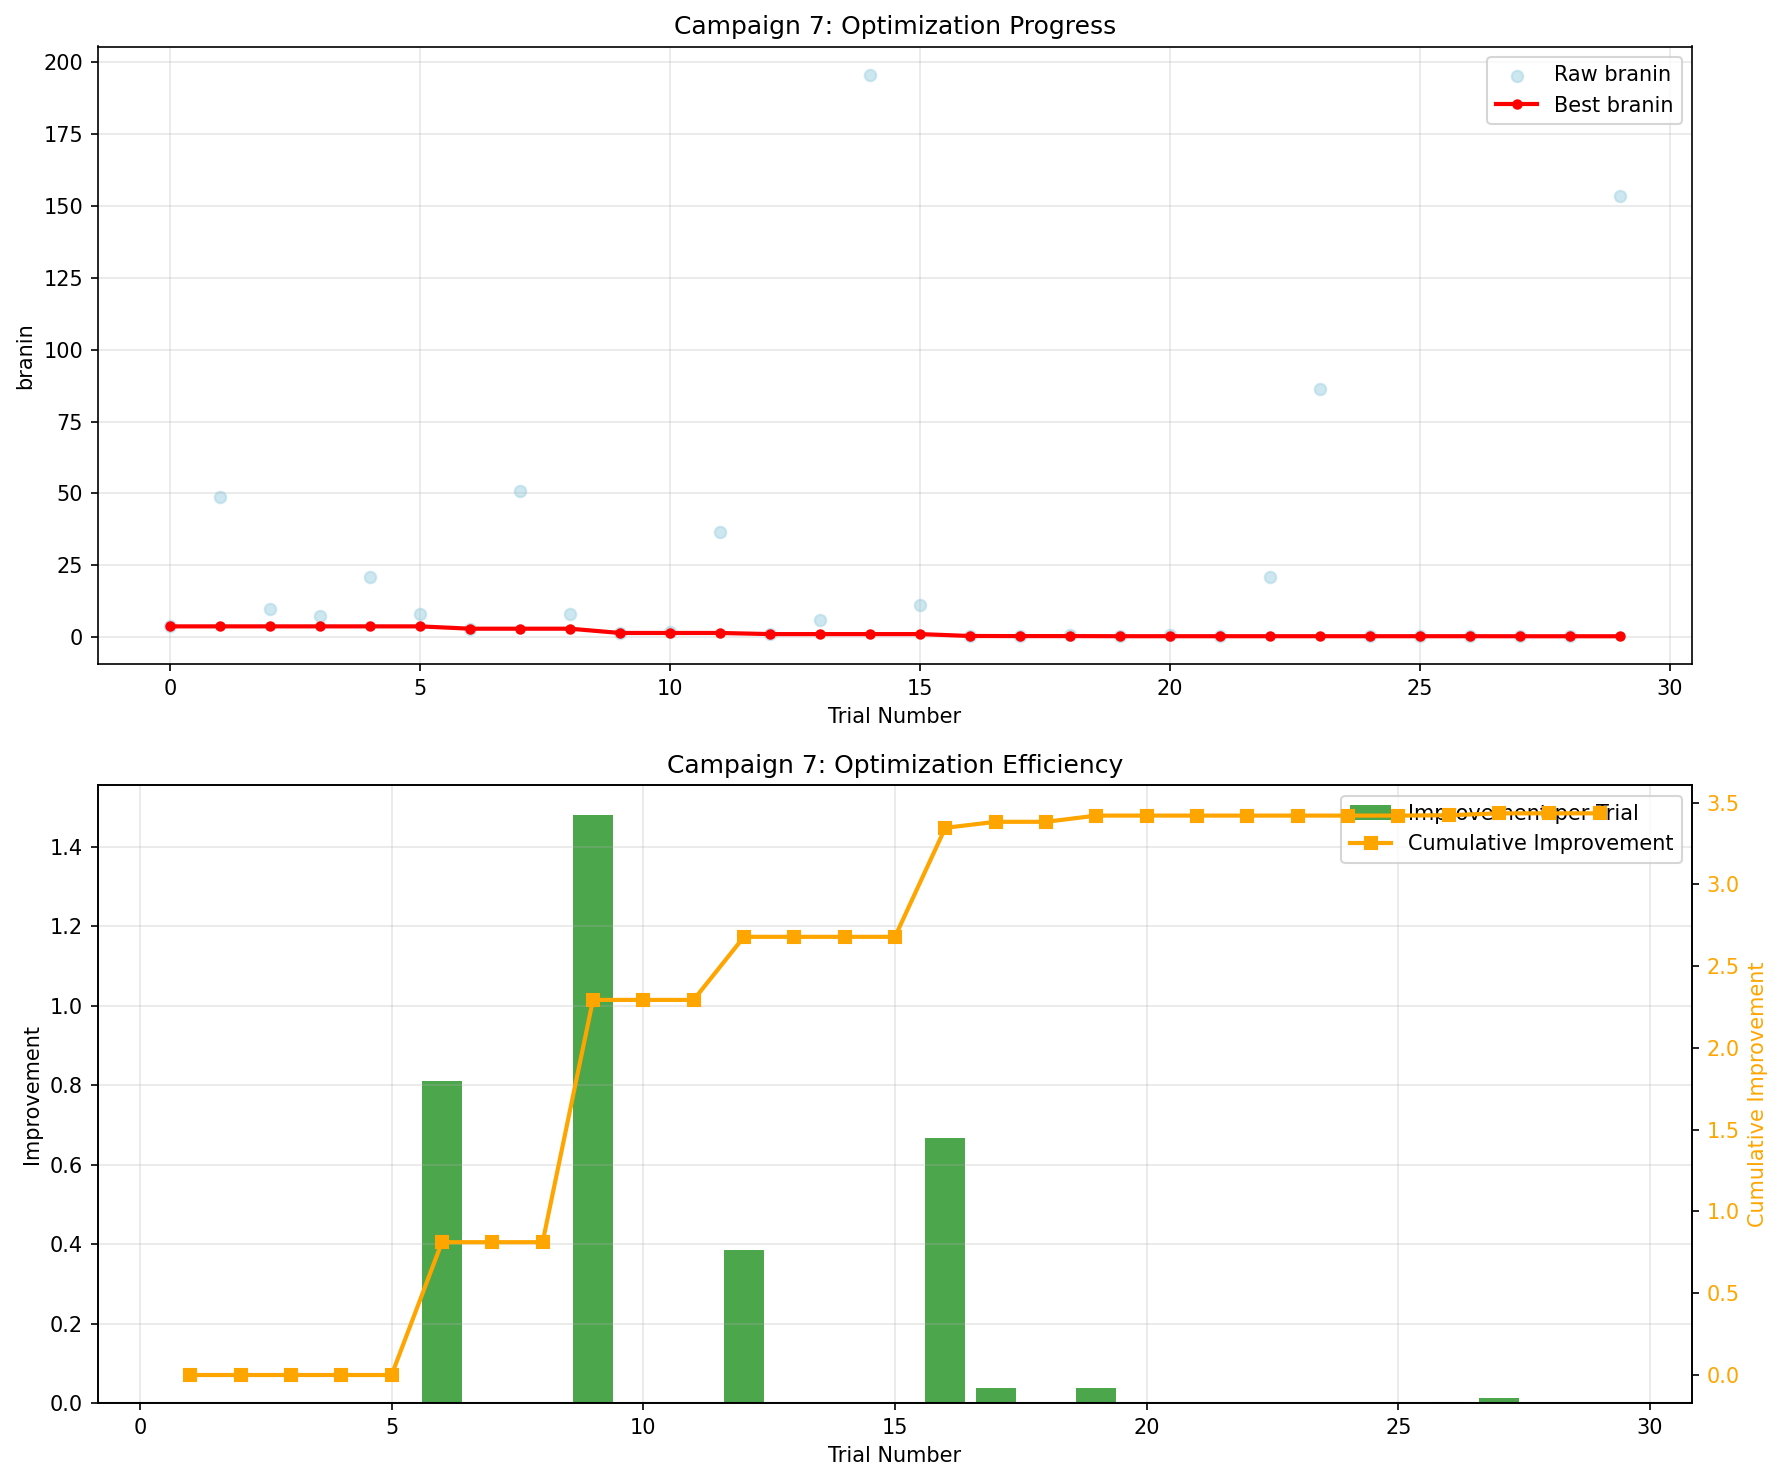 Campaign 7: Optimization Progress
Raw branin
Best branin
branin
200
175
150
125
100
75
50
25
0
0 5 10 15 20 25 30
Trial Number
Campaign 7: Optimization Efficiency
Improvement per Trial
Cumulative Improvement
Improvement
1.4
1.2
1.0
0.8
0.6
0.4
0.2
0.0
3.5
3.0
2.5
2.0
1.5
1.0
0.5
0.0
Cumulative Improvement
0 5 10 15 20 25 30
Trial Number